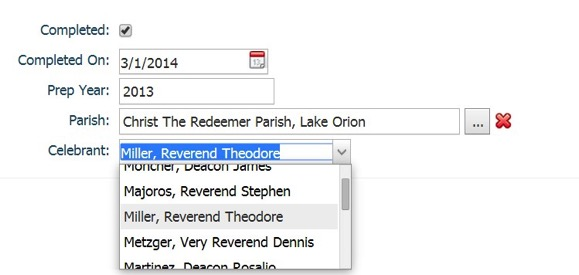 Completed:
Completed On: 3/1/2014
Prep Year: 2013
Parish: Christ The Redeemer Parish, Lake Orion ...
Celebrant: Miller, Reverend Theodore
Moncher, Deacon James
Majoros, Reverend Stephen
Miller, Reverend Theodore
Metzger, Very Reverend Dennis
Martinez, Deacon Rosalio